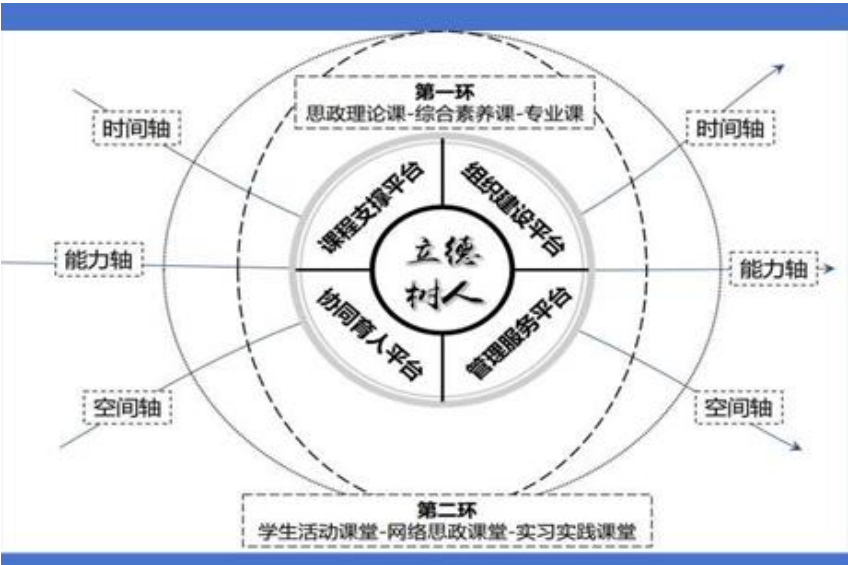 第一环
思政理论课-综合素养课-专业课
时间轴
时间轴
课程支撑平台
组织建设平台
能力轴
立德
树人
能力轴
协同育人平台
管理服务平台
空间轴
空间轴
第二环
学生活动课堂-网络思政课堂-实习实践课堂